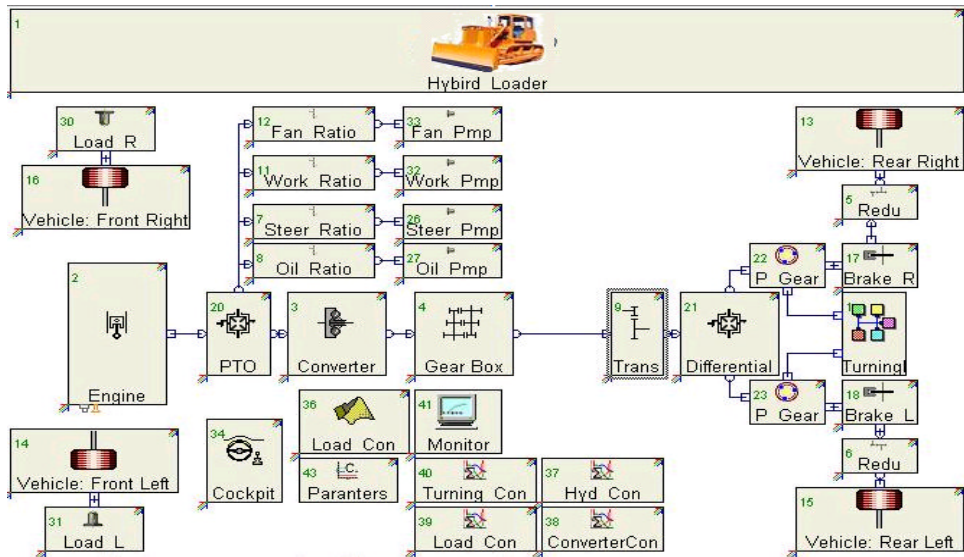 1
Hybird Loader
30
Load R
12
Fan Ratio
33
Fan Pmp
13
Vehicle: Rear Right
16
Vehicle: Front Right
11
Work Ratio
32
Work Pmp
5
Redu
7
Steer Ratio
26
Steer Pmp
8
Oil Ratio
27
Oil Pmp
22
P Gear
17
Brake R
2
Engine
20
PTO
3
Converter
4
Gear Box
9
Trans
21
Differential
1
Turningl
23
P Gear
18
Brake L
14
Vehicle: Front Left
34
Cockpit
36
Load Con
41
Monitor
6
Redu
43
L.C.
Paranters
40
Turning Con
37
Hyd Con
31
Load L
39
Load Con
38
ConverterCon
15
Vehicle: Rear Left